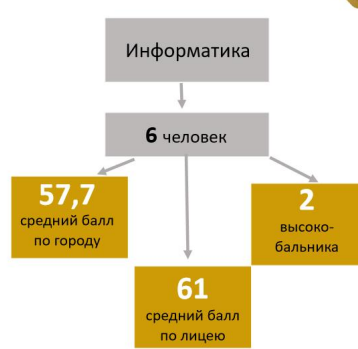 Информатика
6 человек
57,7
средний балл
по городу
2
высоко-
бальника
61
средний балл
по лицею